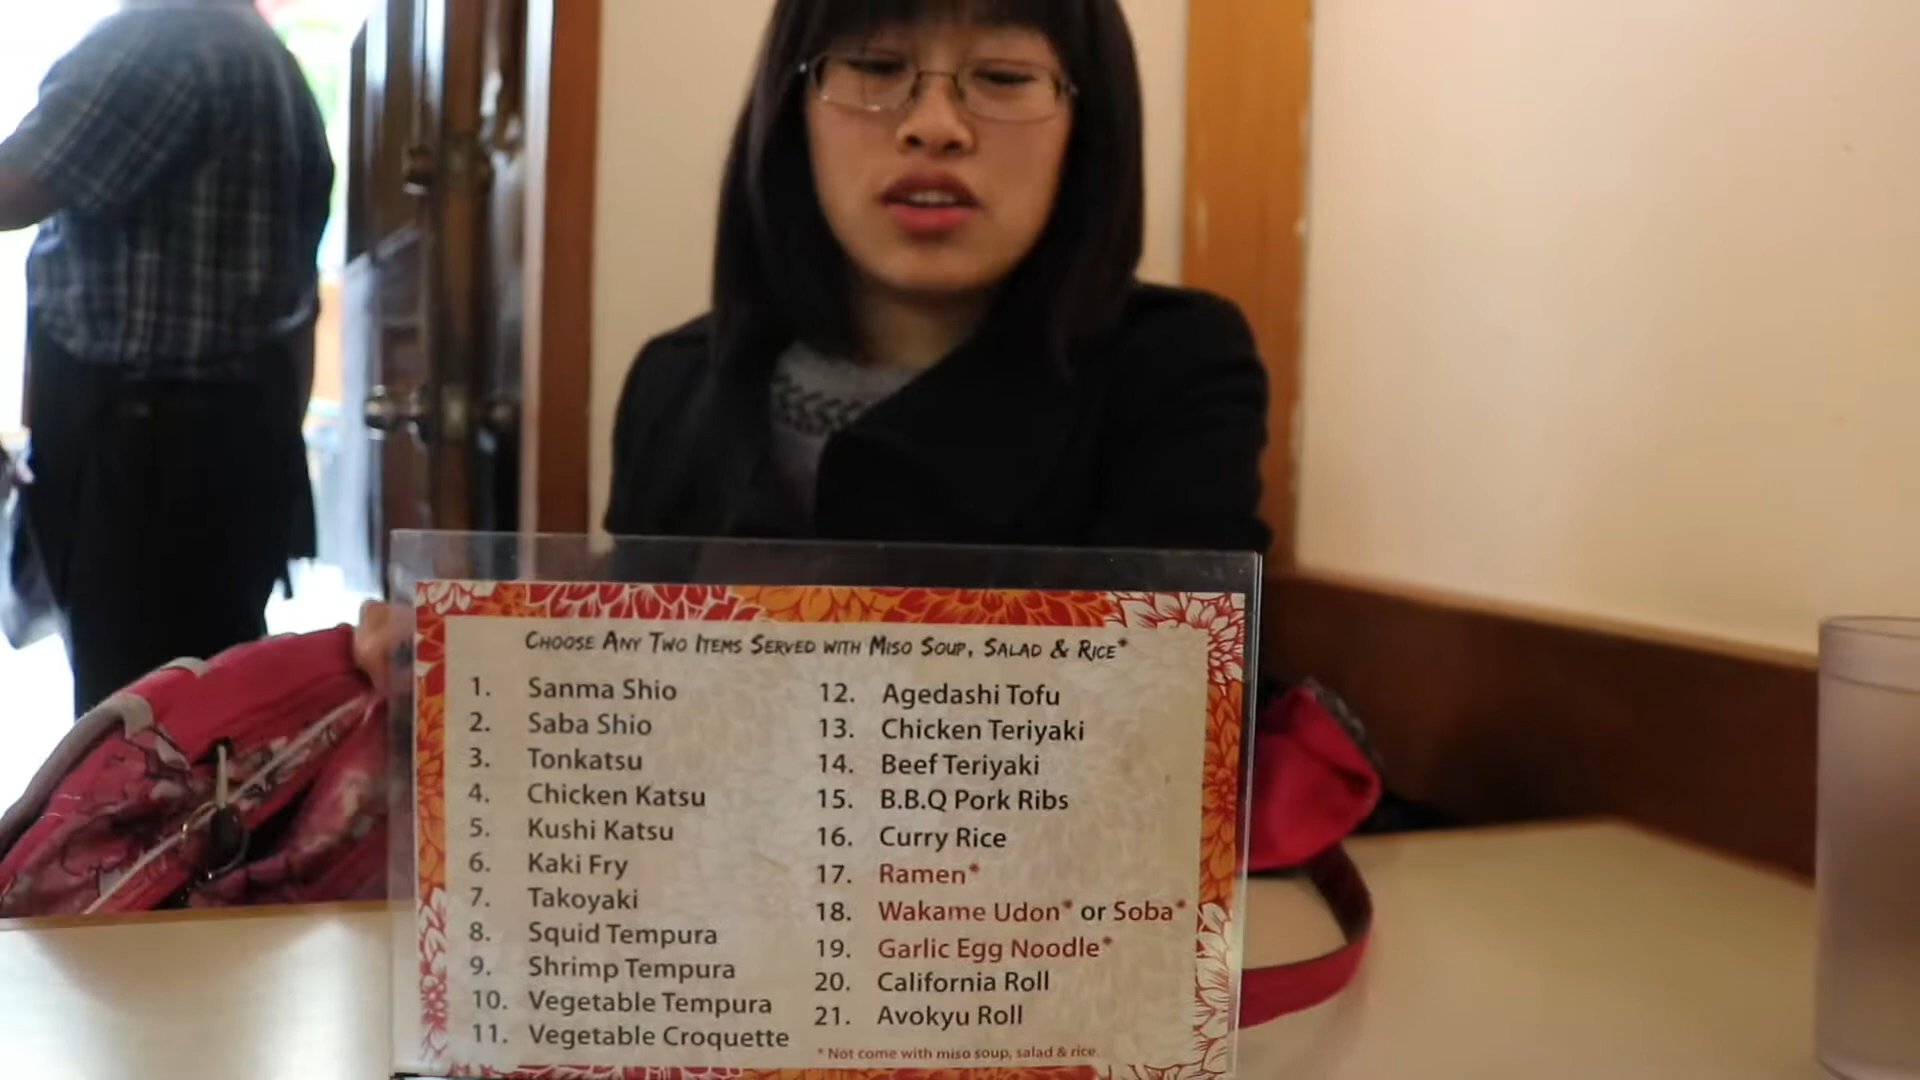 Choose Any Two Items Served with Miso Soup, Salad & Rice*
1. Sanma Shio
2. Saba Shio
3. Tonkatsu
4. Chicken Katsu
5. Kushi Katsu
6. Kaki Fry
7. Takoyaki
8. Squid Tempura
9. Shrimp Tempura
10. Vegetable Tempura
11. Vegetable Croquette
12. Agedashi Tofu
13. Chicken Teriyaki
14. Beef Teriyaki
15. B.B.Q Pork Ribs
16. Curry Rice
17. Ramen*
18. Wakame Udon* or Soba*
19. Garlic Egg Noodle*
20. California Roll
21. Avokyu Roll
* Not come with miso soup, salad & rice.